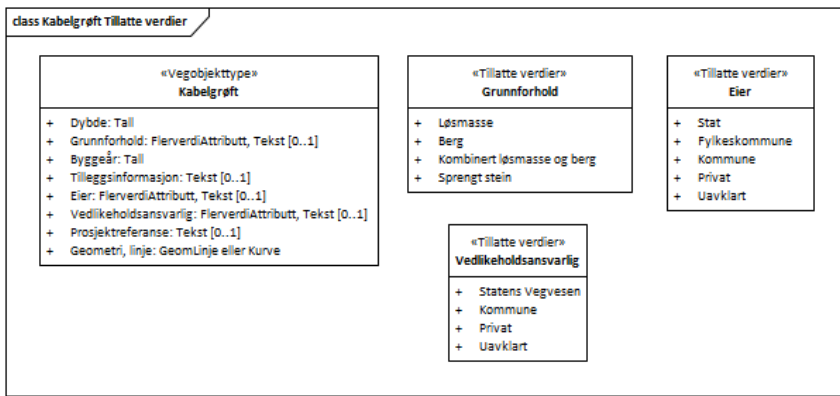 class Kabelgrøft Tillatte verdier
«Vegobjekttype»
Kabelgrøft
+ Dybde: Tall
+ Grunnforhold: FlerverdiAttributt, Tekst [0..1]
+ Byggeår: Tall
+ Tilleggsinformasjon: Tekst [0..1]
+ Eier: FlerverdiAttributt, Tekst [0..1]
+ Vedlikeholdsansvarlig: FlerverdiAttributt, Tekst [0..1]
+ Prosjektreferanse: Tekst [0..1]
+ Geometri, linje: GeomLinje eller Kurve
«Tillatte verdier»
Grunnforhold
+ Løsmasse
+ Berg
+ Kombinert løsmasse og berg
+ Sprengt stein
«Tillatte verdier»
Eier
+ Stat
+ Fylkeskommune
+ Kommune
+ Privat
+ Uavklart
«Tillatte verdier»
Vedlikeholdsansvarlig
+ Statens Vegvesen
+ Kommune
+ Privat
+ Uavklart